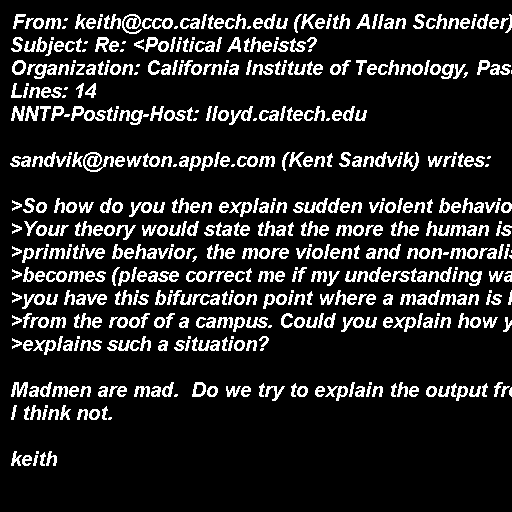 From: keith@cco.caltech.edu (Keith Allan Schneider)
Subject: Re: <Political Atheists?
Organization: California Institute of Technology, Pas
Lines: 14
NNTP-Posting-Host: lloyd.caltech.edu

sandvik@newton.apple.com (Kent Sandvik) writes:

>So how do you then explain sudden violent behavio
>Your theory would state that the more the human is
>primitive behavior, the more violent and non-moralis
>becomes (please correct me if my understanding wa
>you have this bifurcation point where a madman is
>from the roof of a campus. Could you explain how y
>explains such a situation?

Madmen are mad.  Do we try to explain the output fr
I think not.

keith